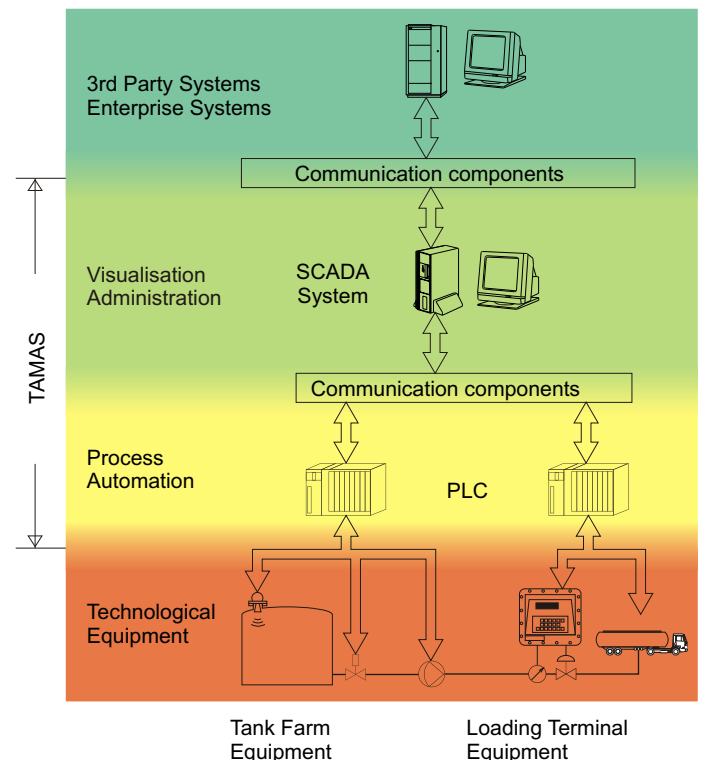 3rd Party Systems
Enterprise Systems
Communication components
TAMAS
Visualisation
Administration
SCADA
System
Communication components
Process
Automation
PLC
Technological
Equipment
Tank Farm
Equipment
Loading Terminal
Equipment